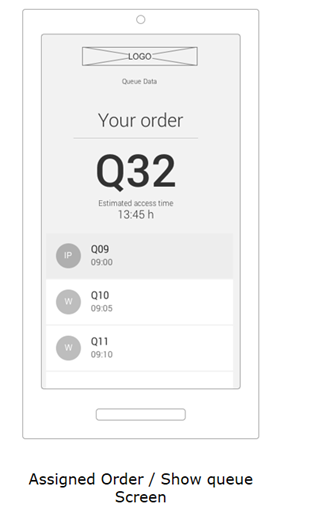 LOGO
Queue Data
Your order
Q32
Estimated access time
13:45 h
IP
Q09
09:00
W
Q10
09:05
W
Q11
09:10
Assigned Order / Show queue
Screen